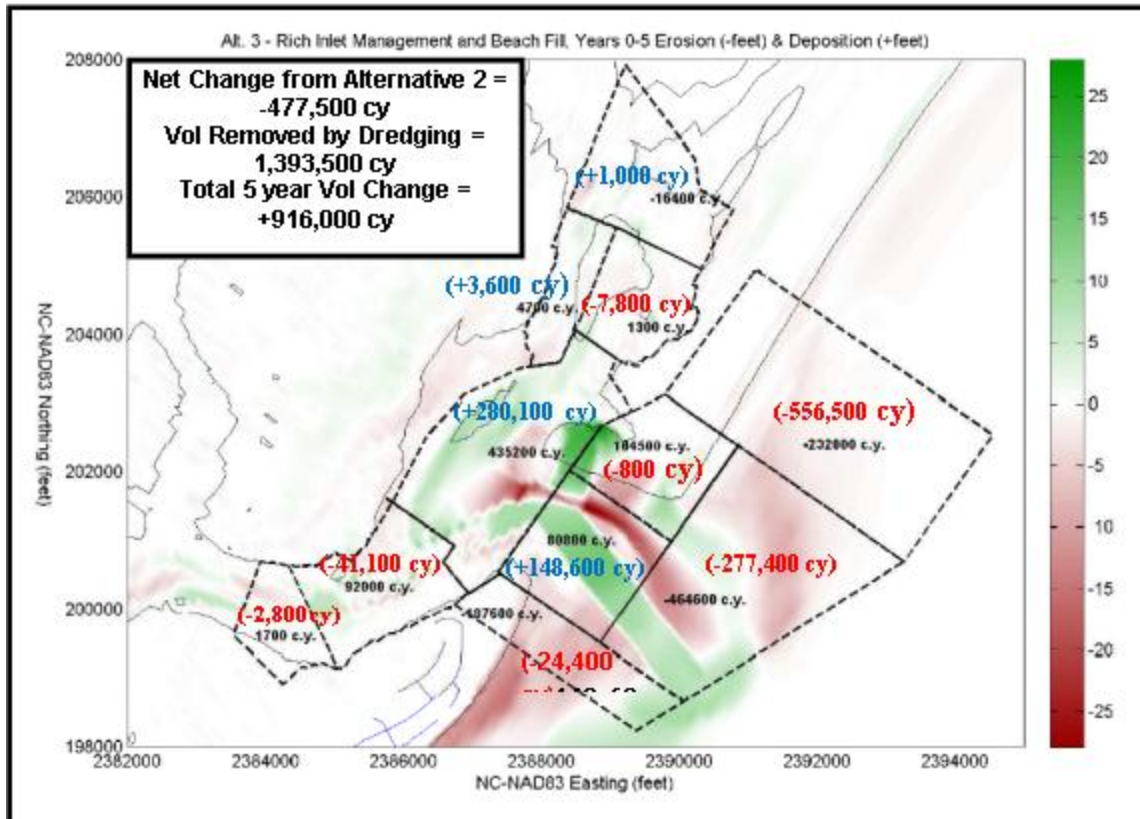 Alt. 3 - Rich Inlet Management and Beach Fill, Years 0-5 Erosion (-feet) & Deposition (+feet)
Net Change from Alternative 2 =
-477,500 cy
Vol Removed by Dredging =
1,393,500 cy
Total 5 year Vol Change =
+916,000 cy
208000
206000
204000
202000
200000
198000
NC-NAD83 Northing (feet)
(+1,000 cy)
-16400 c.y.
(+3,600 cy)
4700 c.y.
(-7,800 cy)
1300 c.y.
(+280,100 cy)
435200 c.y.
184500 c.y.
(-800 cy)
(-556,500 cy)
-232800 c.y.
80800 c.y.
(+148,600 cy)
(-277,400 cy)
-464600 c.y.
(-41,100 cy)
92000 c.y.
(-2,800 cy)
1700 c.y.
c.y.
(-24,400
2382000 2384000 2386000 2388000 2390000 2392000 2394000
NC-NAD83 Easting (feet)
25
20
15
10
5
0
-5
-10
-15
-20
-25